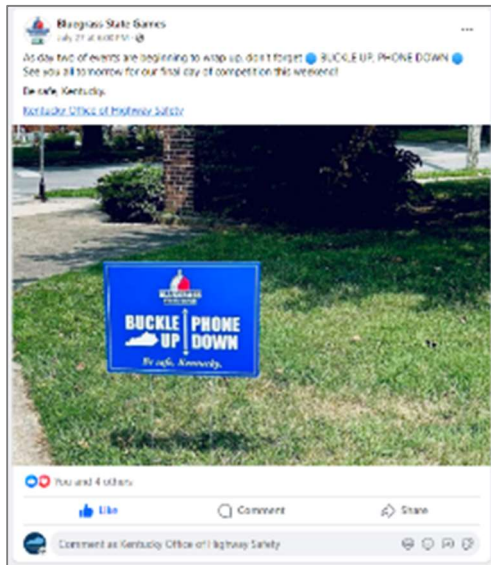 Bluegrass State Games
July 27 at 6:00 PM ·
As day two of events are beginning to wrap up, don't forget 🔵 BUCKLE UP, PHONE DOWN 🔵
See you all tomorrow for our final day of competition this weekend!
Be safe, Kentucky.
Kentucky Office of Highway Safety
BLUEGRASS
BUCKLE UP
PHONE DOWN
Be safe, Kentucky.
You and 4 others
Like
Comment
Share
Comment as Kentucky Office of Highway Safety